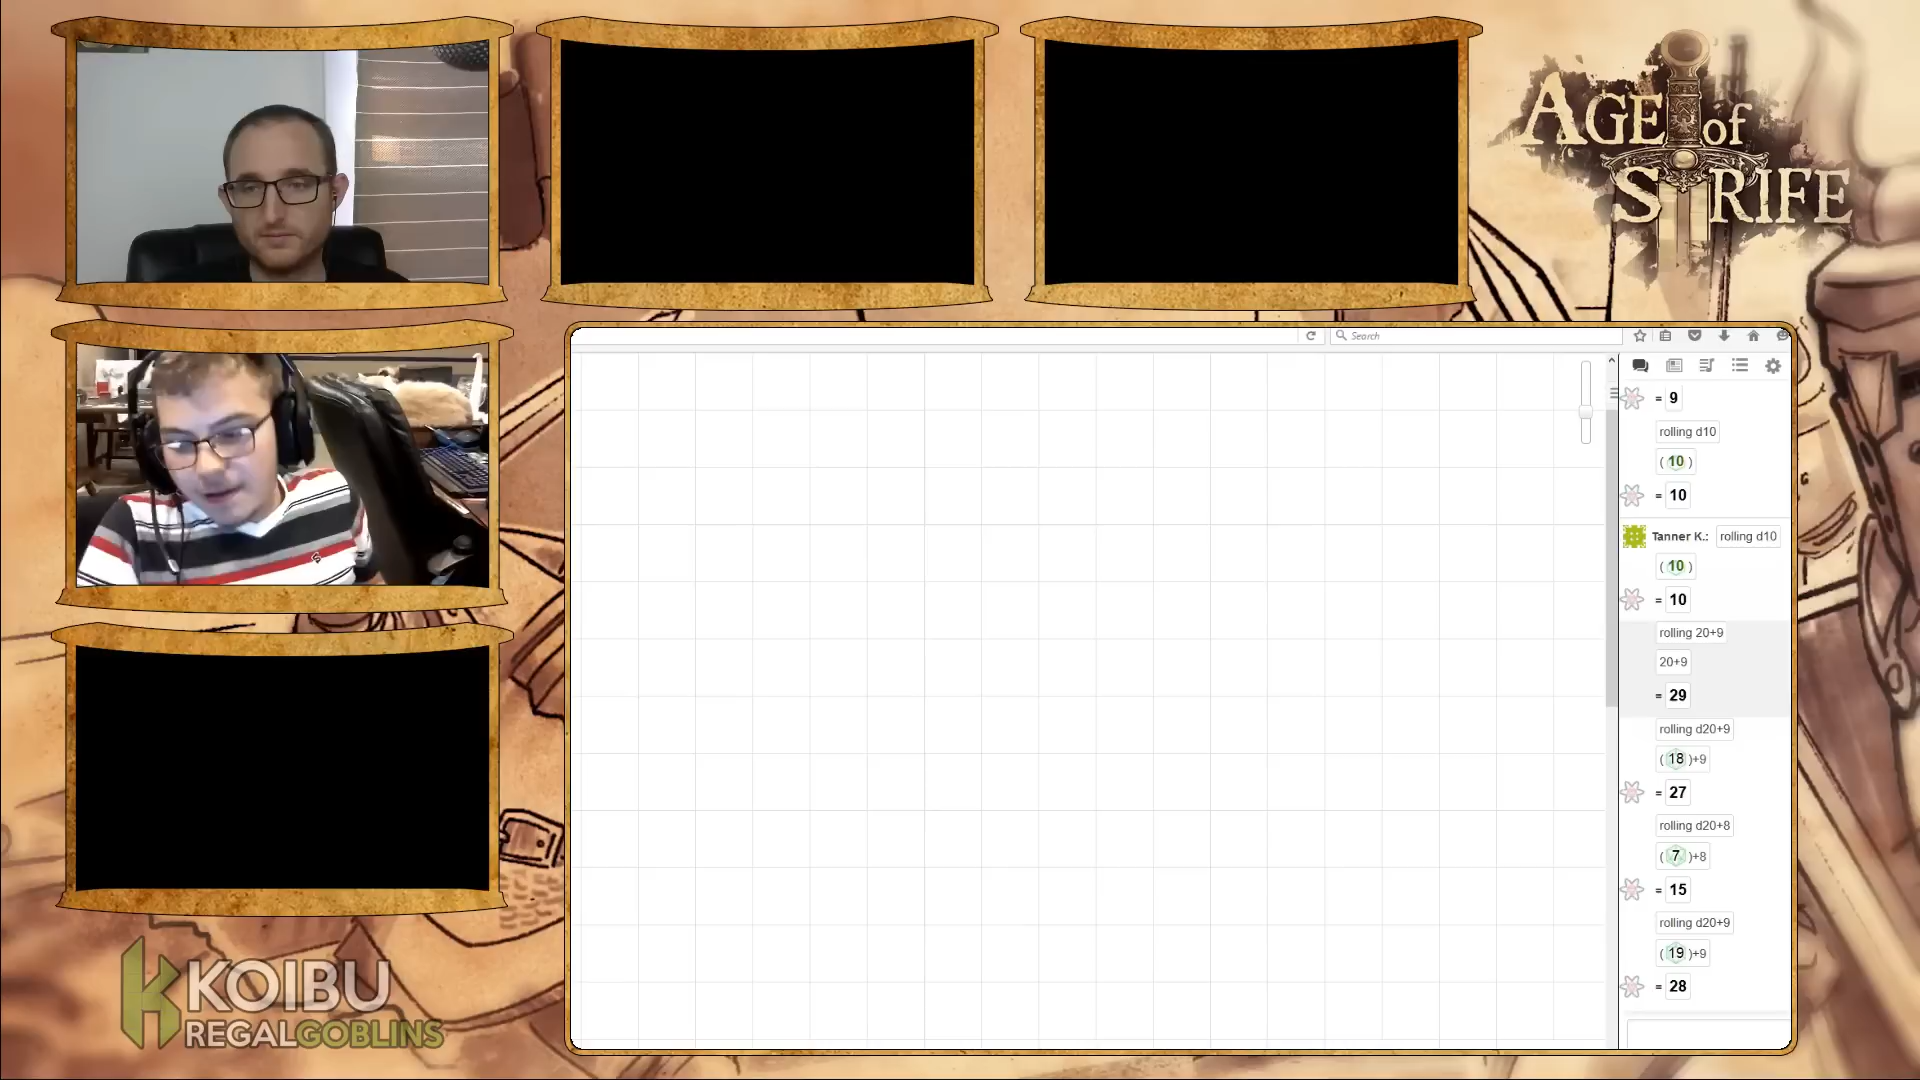 AGE of
STRIFE
Search
= 9
rolling d10
(10)
= 10
Tanner K.: rolling d10
(10)
= 10
rolling 20+9
20+9
= 29
rolling d20+9
(18)+9
= 27
rolling d20+8
(7)+8
= 15
rolling d20+9
(19)+9
= 28
KOIBU
REGALGOBLINS